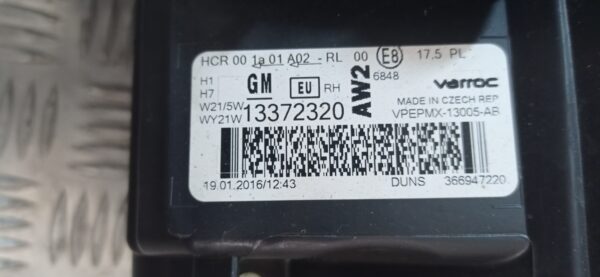 HCR 00 1a 01 A02 - RL 00 E8 17.5 PL
H1
H7
W21/5W
WY21W
GM EU RH
13372320
AW2
6848
varroc
MADE IN CZECH REP
VPEPMX-13005-AB
19.01.2016/12:43 DUNS 366947220